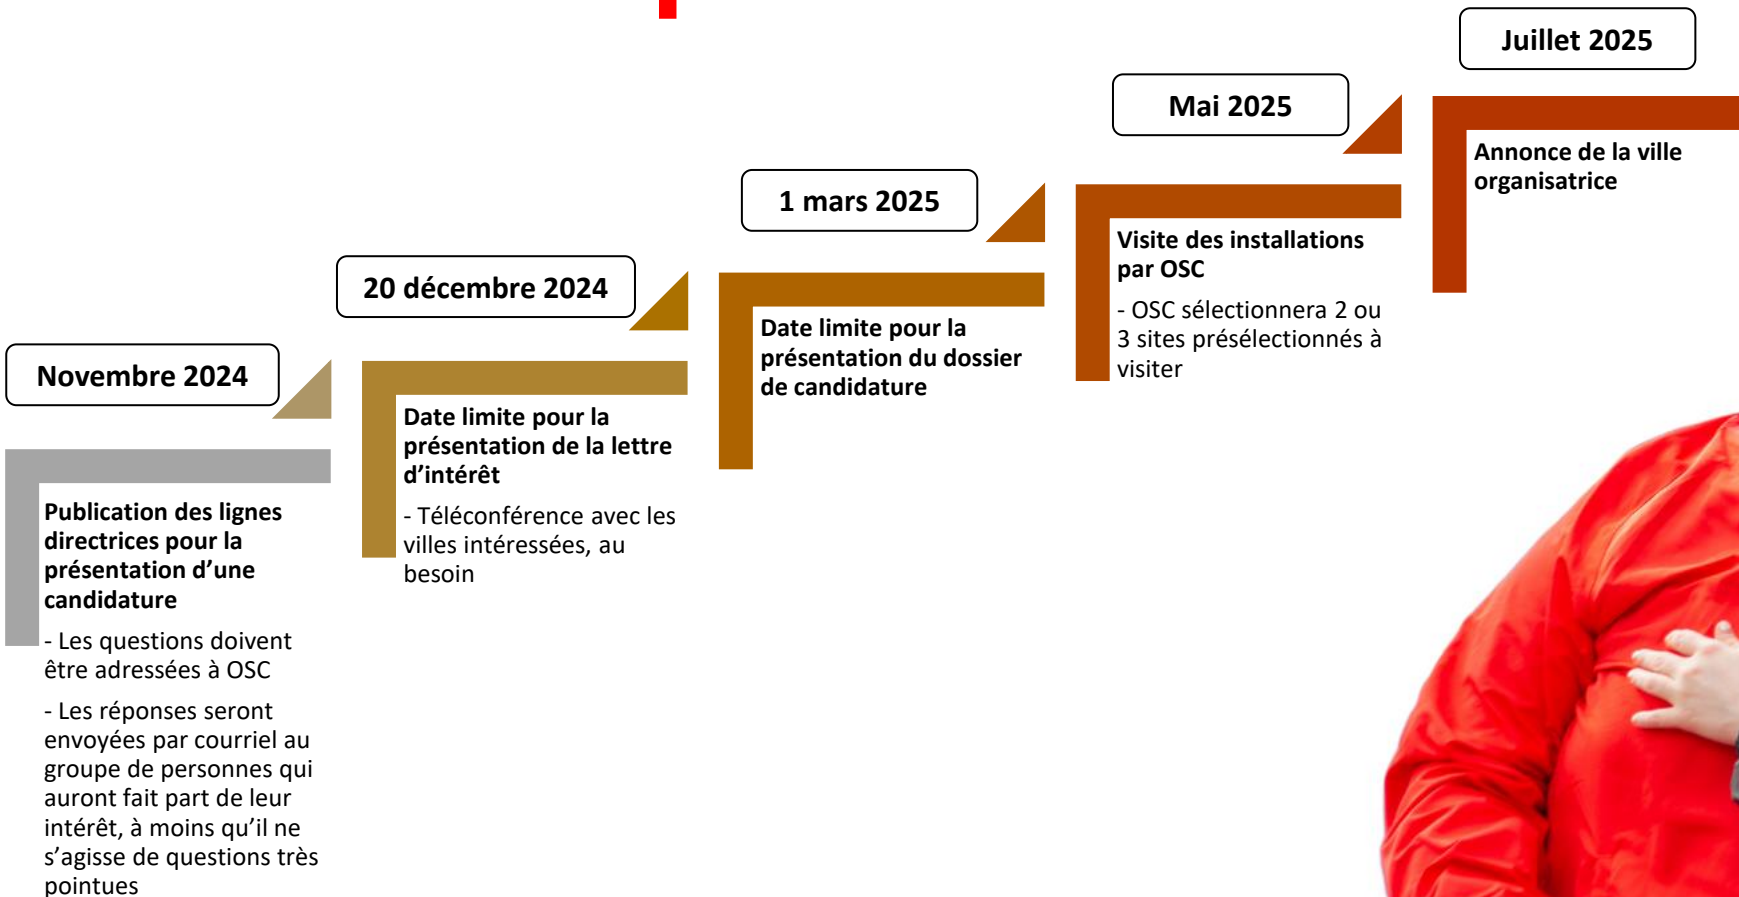 Novembre 2024
Publication des lignes
directrices pour la
présentation d’une
candidature
- Les questions doivent
être adressées à OSC
- Les réponses seront
envoyées par courriel au
groupe de personnes qui
auront fait part de leur
intérêt, à moins qu’il ne
s’agisse de questions très
pointues
20 décembre 2024
Date limite pour la
présentation de la lettre
d’intérêt
- Téléconférence avec les
villes intéressées, au
besoin
1 mars 2025
Date limite pour la
présentation du dossier
de candidature
Mai 2025
Visite des installations
par OSC
- OSC sélectionnera 2 ou
3 sites présélectionnés à
visiter
Juillet 2025
Annonce de la ville
organisatrice